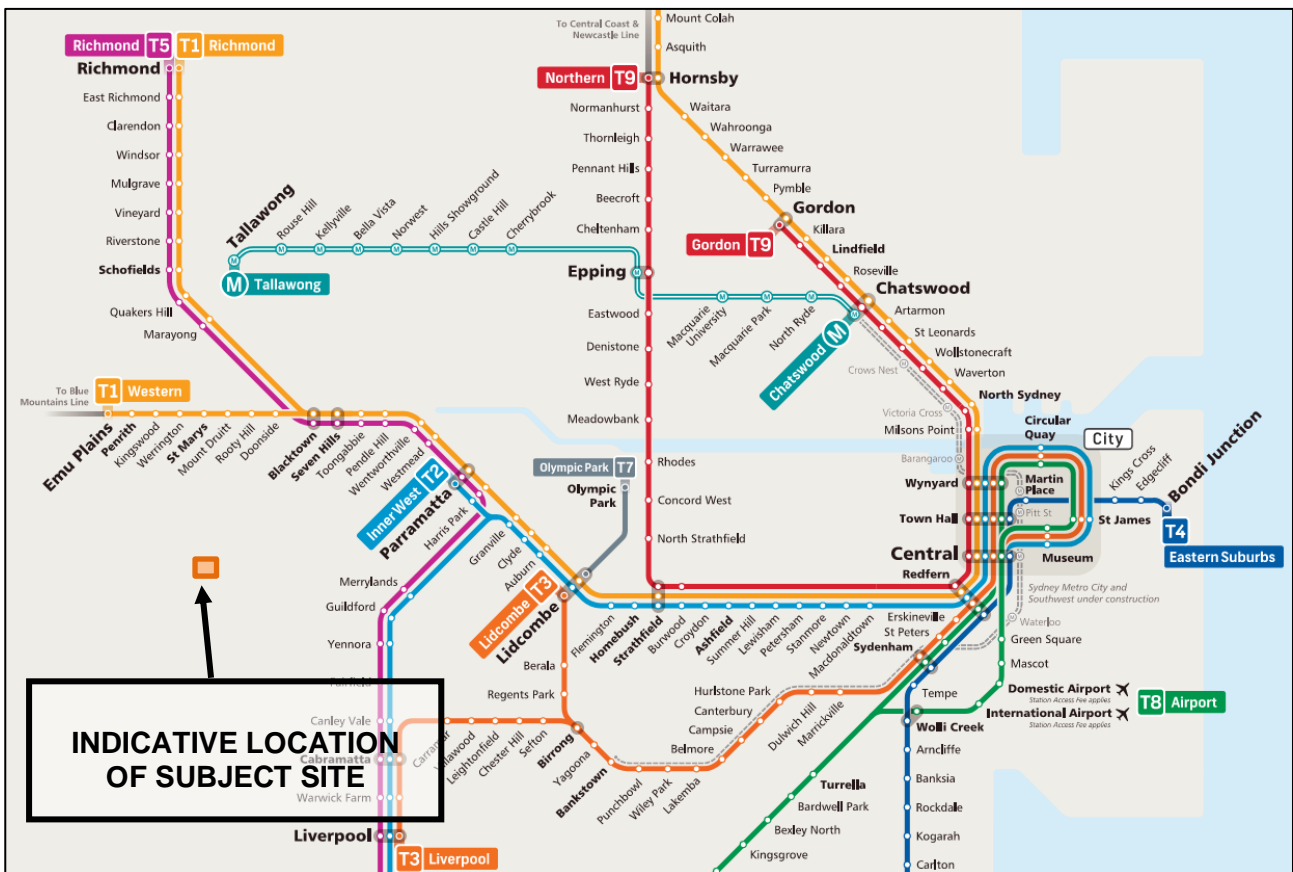 To Central Coast &
Newcastle Line
Mount Colah
Asquith
Richmond T5
T1 Richmond
Richmond
East Richmond
Clarendon
Windsor
Mulgrave
Vineyard
Riverstone
Schofields
Quakers Hill
Marayong
Northern T9
Hornsby
Normanhurst
Thornleigh
Pennant Hills
Beecroft
Cheltenham
Epping
Eastwood
Denistone
West Ryde
Meadowbank
Rhodes
Concord West
North Strathfield
Waitara
Wahroonga
Warrawee
Turramurra
Pymble
Gordon
Gordon T9
Killara
Lindfield
Roseville
Chatswood
Artarmon
St Leonards
Wollstonecraft
Waverton
North Sydney
Tallawong
M Tallawong
Rouse Hill
Kellyville
Bella Vista
Norwest
Hills Showground
Castle Hill
Cherrybrook
Macquarie
University
Macquarie Park
North Ryde
Chatswood M
Crows Nest
Victoria Cross
Milsons Point
Barangaroo
To Blue
Mountains Line
T1 Western
Emu Plains
Penrith
Kingswood
Werrington
St Marys
Mount Druitt
Rooty Hill
Doonside
Blacktown
Seven Hills
Toongabbie
Pendle Hill
Wentworthville
Westmead
Inner West T2
Parramatta
Harris Park
Granville
Clyde
Auburn
Olympic Park T7
Olympic
Park
Lidcombe T3
Lidcombe
Flemington
Homebush
Strathfield
Burwood
Croydon
Ashfield
Summer Hill
Lewisham
Petersham
Stanmore
Newtown
Macdonaldtown
Redfern
Circular
Quay
City
Wynyard
Martin
Place
Town Hall
Pitt St
St James
Central
Museum
Kings Cross
Edgecliff
Bondi Junction
T4
Eastern Suburbs
Sydney Metro City and
Southwest under construction
Waterloo
Erskineville
St Peters
Sydenham
Green Square
Mascot
Domestic Airport
Station Access Fee applies
International Airport
Station Access Fee applies
T8 Airport
Tempe
Wolli Creek
Arncliffe
Banksia
Rockdale
Kogarah
Carlton
Turrella
Bardwell Park
Bexley North
Kingsgrove
Merrylands
Guildford
Yennora
Fairfield
Canley Vale
Cabramatta
Warwick Farm
Liverpool
T3 Liverpool
INDICATIVE LOCATION
OF SUBJECT SITE
Carramar
Villawood
Leightonfield
Chester Hill
Sefton
Berala
Regents Park
Birrong
Yagoona
Bankstown
Punchbowl
Wiley Park
Lakemba
Belmore
Campsie
Canterbury
Hurlstone Park
Dulwich Hill
Marrickville